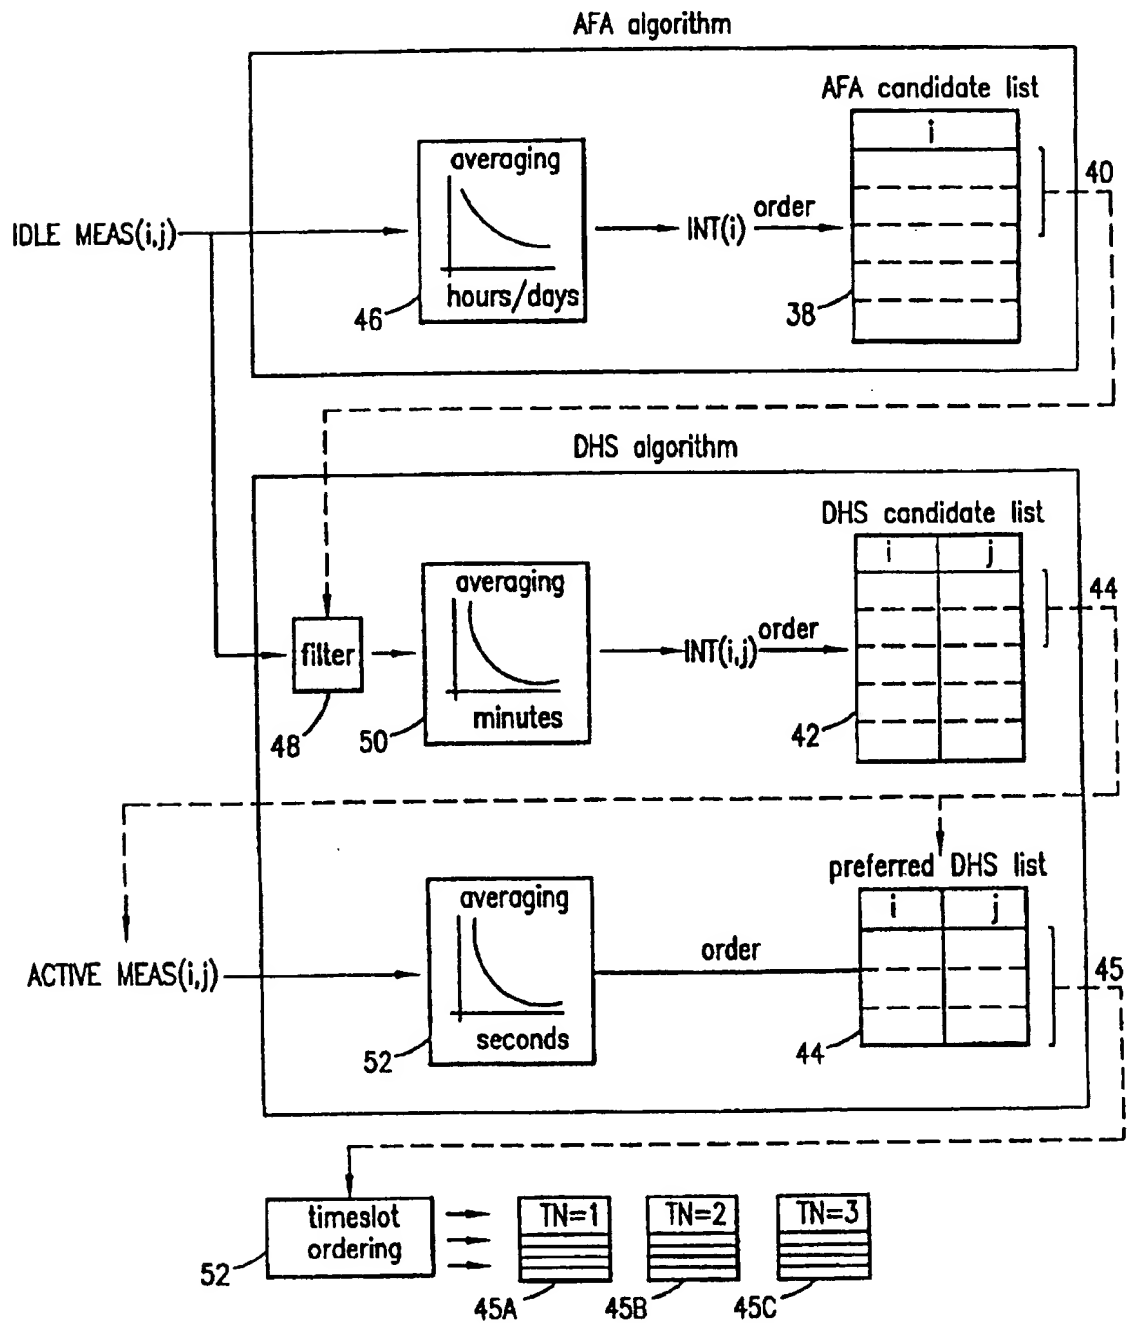 AFA algorithm
AFA candidate list
i
averaging
40
IDLE MEAS(i,j)
INT(i)
order
hours/days
46
38
DHS algorithm
DHS candidate list
i j
averaging
44
filter
INT(i,j)
order
minutes
48
50
42
preferred DHS list
averaging
i j
ACTIVE MEAS(i,j)
order
45
seconds
52
44
timeslot
ordering
TN=1
TN=2
TN=3
52
45A
45B
45C